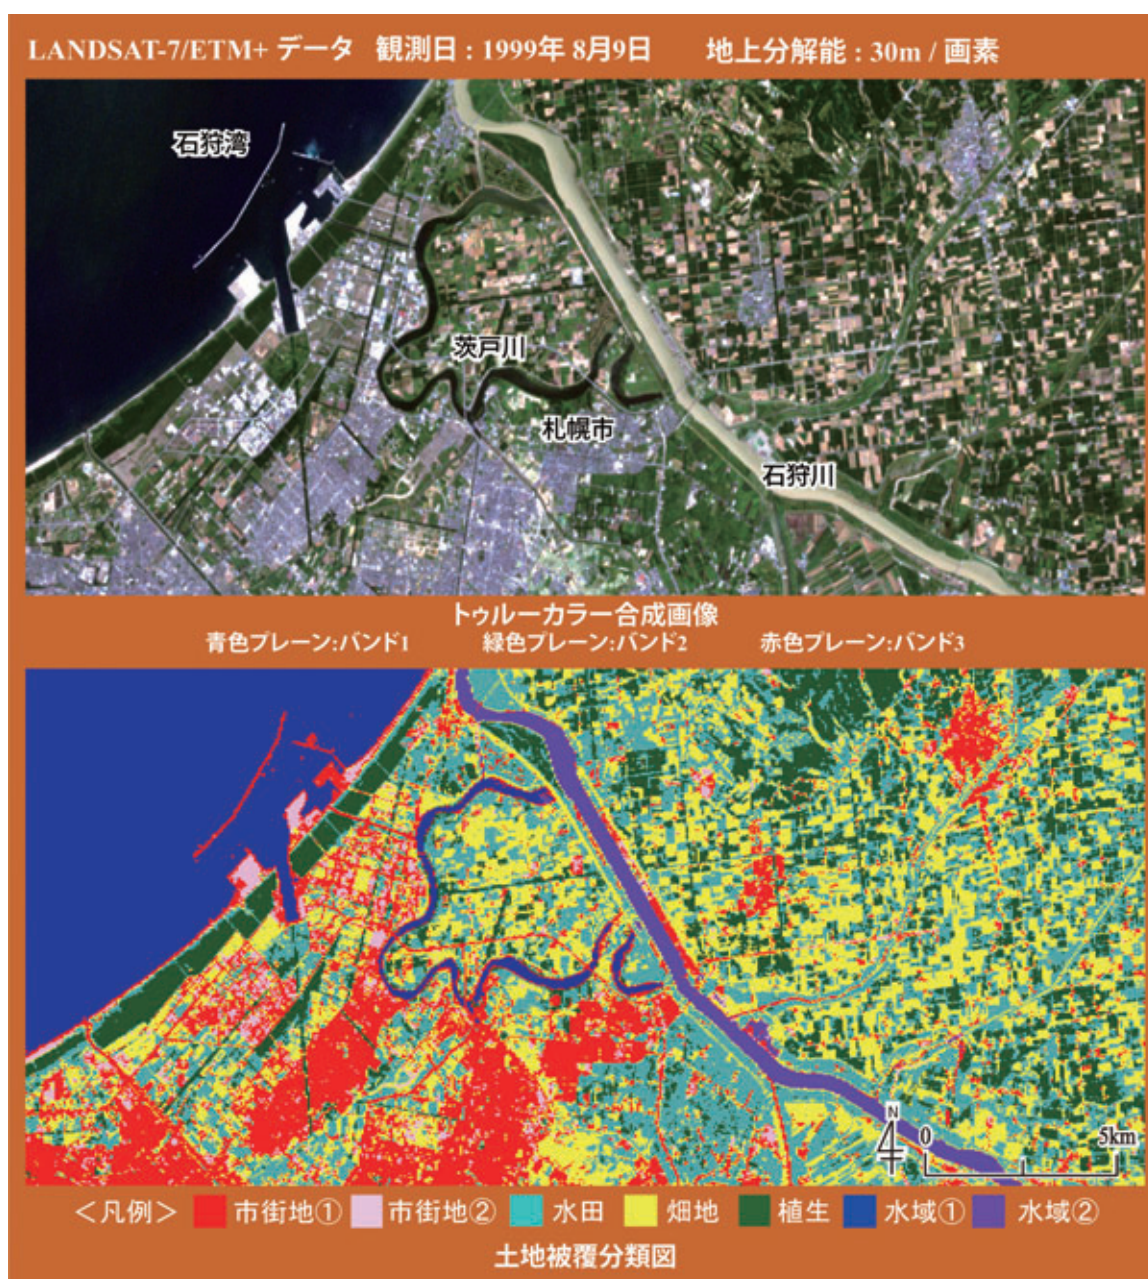 LANDSAT-7/ETM+ データ 観測日 : 1999年 8月9日 地上分解能 : 30m / 画素
石狩湾
茨戸川
札幌市
石狩川
トゥルーカラー合成画像
青色プレーン:バンド1 緑色プレーン:バンド2 赤色プレーン:バンド3
N
0 5km
＜凡例＞ 市街地① 市街地② 水田 畑地 植生 水域① 水域②
土地被覆分類図